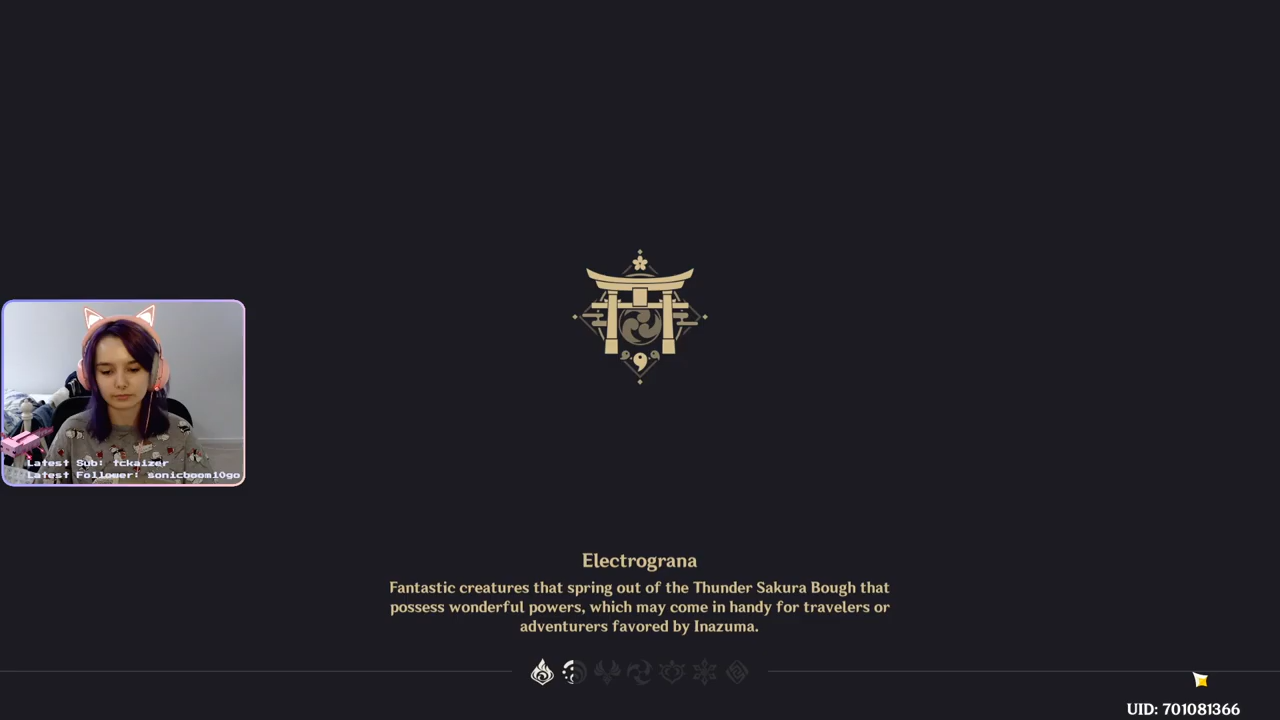 Latest Sub: fckaizer
Latest Follower: sonicboom10go
Electrograna
Fantastic creatures that spring out of the Thunder Sakura Bough that
possess wonderful powers, which may come in handy for travelers or
adventurers favored by Inazuma.
UID: 701081366